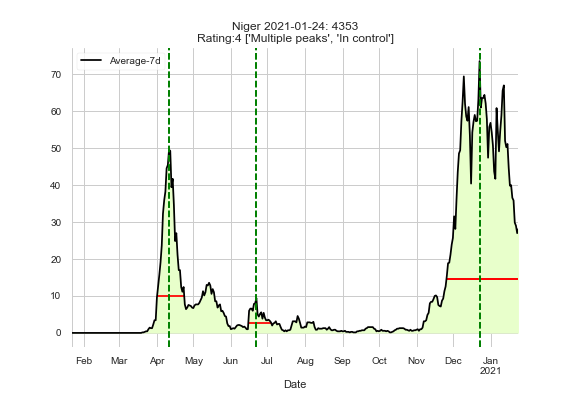 Niger 2021-01-24: 4353
Rating:4 ['Multiple peaks', 'In control']
Average-7d
70
60
50
40
30
20
10
0
Feb Mar Apr May Jun Jul Aug Sep Oct Nov Dec Jan
2021
Date